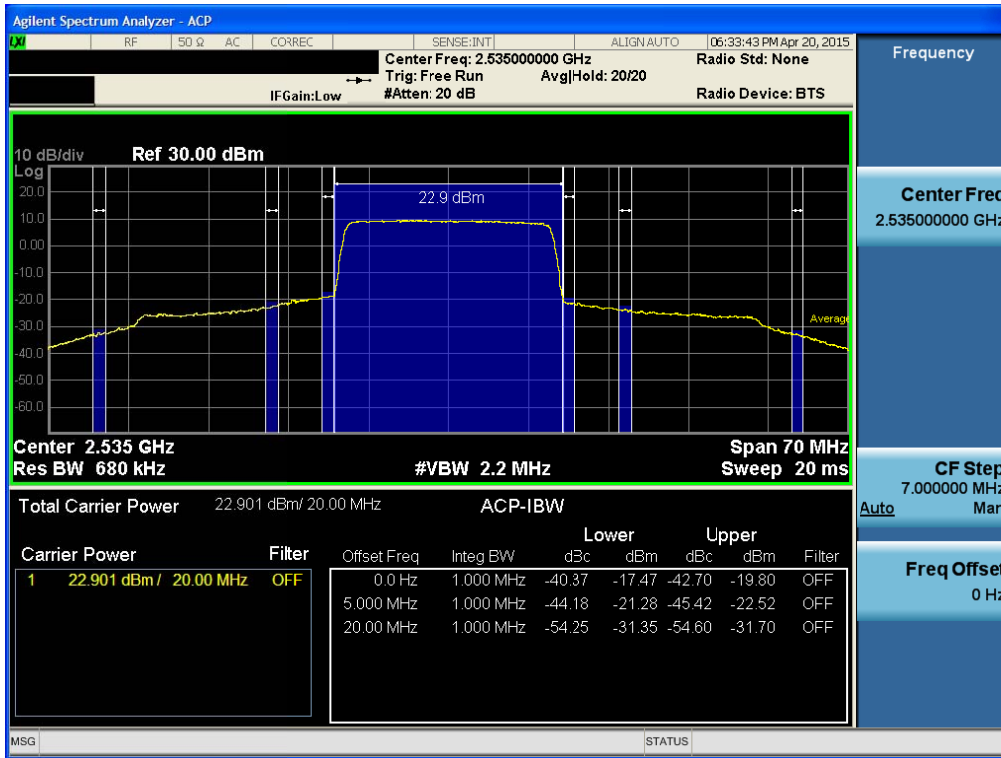 Agilent Spectrum Analyzer - ACP
LXI RF 50 Ω AC CORREC SENSE:INT ALIGN AUTO 06:33:43 PM Apr 20, 2015
Center Freq: 2.535000000 GHz Radio Std: None
Trig: Free Run Avg|Hold: 20/20
IFGain:Low #Atten: 20 dB Radio Device: BTS
Frequency
10 dB/div Ref 30.00 dBm
Log
20.0
10.0
0.00
-10.0
-20.0
-30.0
-40.0
-50.0
-60.0
22.9 dBm
Average
Center 2.535 GHz Span 70 MHz
Res BW 680 kHz #VBW 2.2 MHz Sweep 20 ms
Center Freq
2.535000000 GHz
CF Step
7.000000 MHz
Auto Man
Freq Offset
0 Hz
Total Carrier Power 22.901 dBm/ 20.00 MHz ACP-IBW
Lower Upper
Carrier Power Filter Offset Freq Integ BW dBc dBm dBc dBm Filter
1 22.901 dBm / 20.00 MHz OFF 0.0 Hz 1.000 MHz -40.37 -17.47 -42.70 -19.80 OFF
5.000 MHz 1.000 MHz -44.18 -21.28 -45.42 -22.52 OFF
20.00 MHz 1.000 MHz -54.25 -31.35 -54.60 -31.70 OFF
MSG STATUS